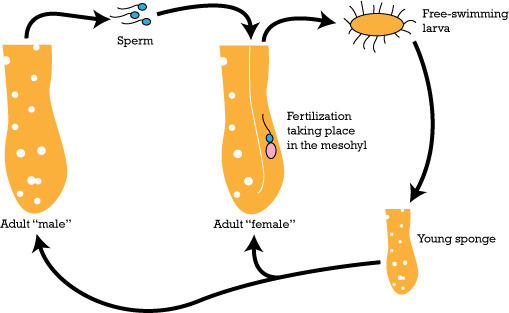 Sperm
Free-swimming
larva
Fertilization
taking place
in the mesohyl
Adult “male”
Adult “female”
Young sponge